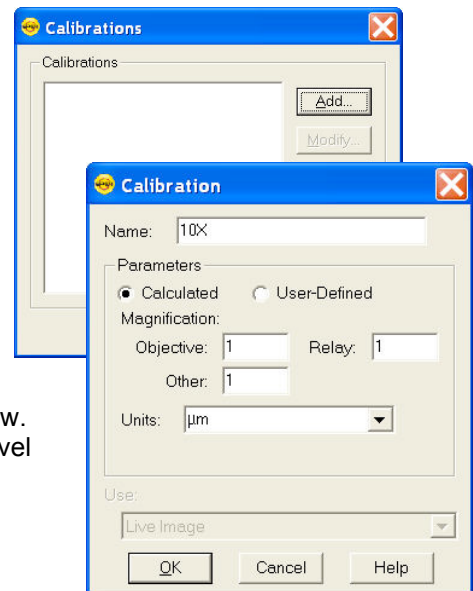 Calibrations
Calibrations
Add...
Modify...
Calibration
Name: 10X
Parameters
Calculated User-Defined
Magnification:
Objective: 1 Relay: 1
Other: 1
Units: µm
w.
vel
Use:
Live Image
OK Cancel Help